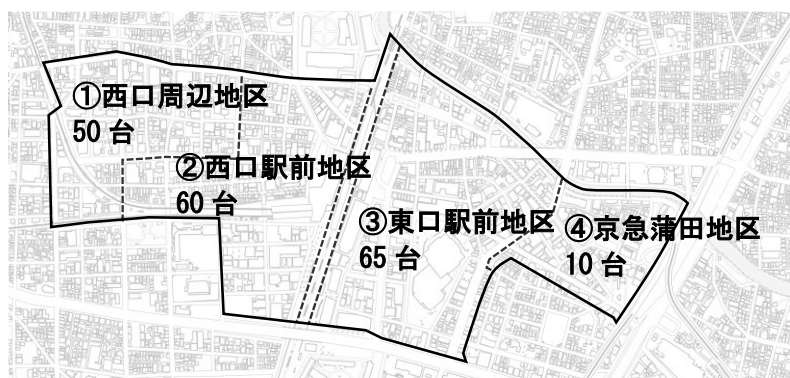 ①西口周辺地区
50 台
②西口駅前地区
60 台
③東口駅前地区
65 台
④京急蒲田地区
10 台